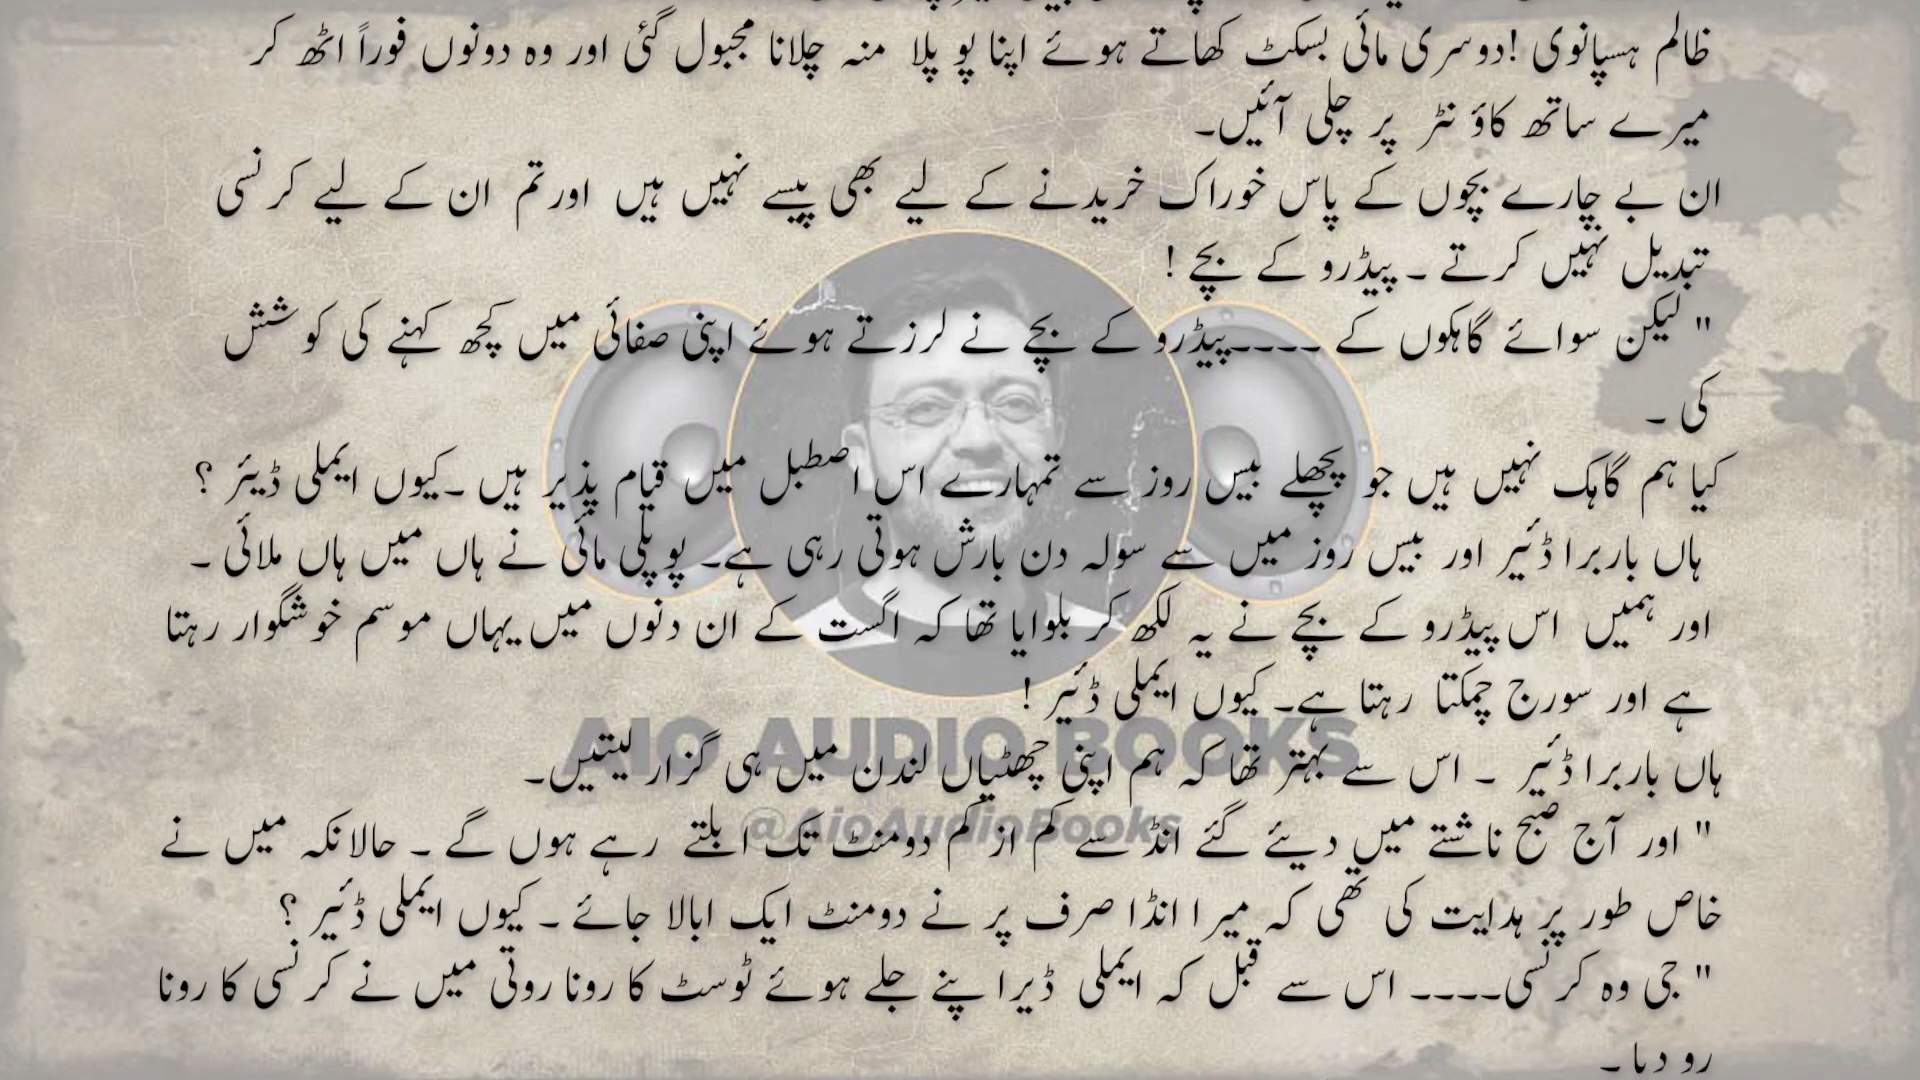 ظالم ہسپانوی !دوسری مائی بسکٹ کھاتے ہوئے اپنا پو پلا منہ چلانا مجبول گئی اور وہ دونوں فوراً اٹھ کر
میرے ساتھ کاؤ نٹر پر چلی آئیں۔
ان بے چارے بچوں کے پاس خوراک خریدنے کے لیے بھی پیسے نہیں ہیں اور تم ان کے لیے کرنسی
تبدیل نہیں کرتے ۔ پیڈرو کے بچے !
" لیکن سوائے گاہکوں کے ۔۔۔۔پیڈرو کے بچے نے لرزتے ہوئے اپنی صفائی میں کچھ کہنے کی کوشش
کی ۔
کیا ہم گاہک نہیں ہیں جو پچھلے بیس روز سے تمہارے اس اصطبل میں قیام پذیر ہیں ۔کیوں ایملی ڈیئر ؟
ہاں باربرا ڈئیر اور بیس روز میں سے سولہ دن بارش ہوتی رہی ہے۔ پوپلی مائی نے ہاں میں ہاں ملائی ۔
اور ہمیں اس پیڈرو کے بچے نے یہ لکھ کر بلوایا تھا کہ اگست کے ان دنوں میں یہاں موسم خوشگوار رہتا
ہے اور سورج چمکتا رہتا ہے۔ کیوں ایملی ڈئیر !
AIO AUDIO BOOKS
ہاں باربرا ڈئیر ۔ اس سے بہتر تھا کہ ہم اپنی چھٹیاں لندن میں ہی گزار لیتیں۔
@AioAudioBooks
" اور آج صبح ناشتے میں دیئے گئے انڈے کم از کم دومنٹ تک ابلتے رہے ہوں گے ۔ حالانکہ میں نے
خاص طور پر ہدایت کی تھی کہ میرا انڈا صرف پر نے دومنٹ ایک ابالا جائے ۔ کیوں ایملی ڈئیر ؟
" جی وہ کرنسی۔۔۔۔ اس سے قبل کہ ایملی ڈیرا پنے جلے ہوئے ٹوسٹ کا رونا روتی میں نے کرنسی کا رونا
رو دیا ۔